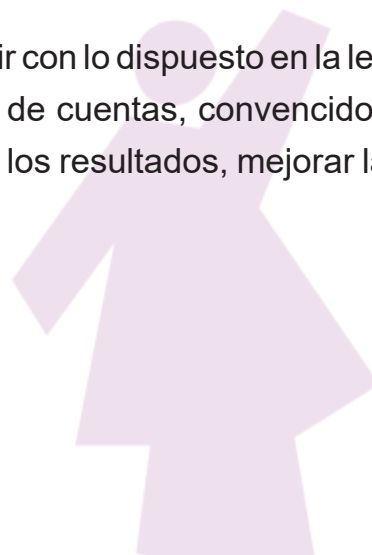 ir con lo dispuesto en la le
de cuentas, convencido
los resultados, mejorar la